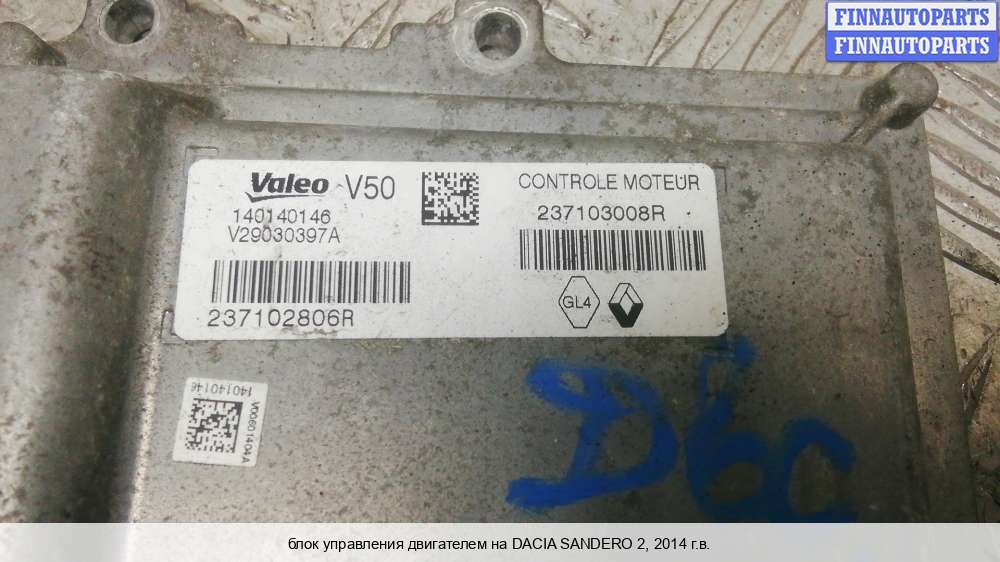 FINNAUTOPARTS
FINNAUTOPARTS
Valeo V50
140140146
V29030397A
237102806R
CONTROLE MOTEUR
237103008R
GL4
140140146
V00601404A
блок управления двигателем на DACIA SANDERO 2, 2014 г.в.